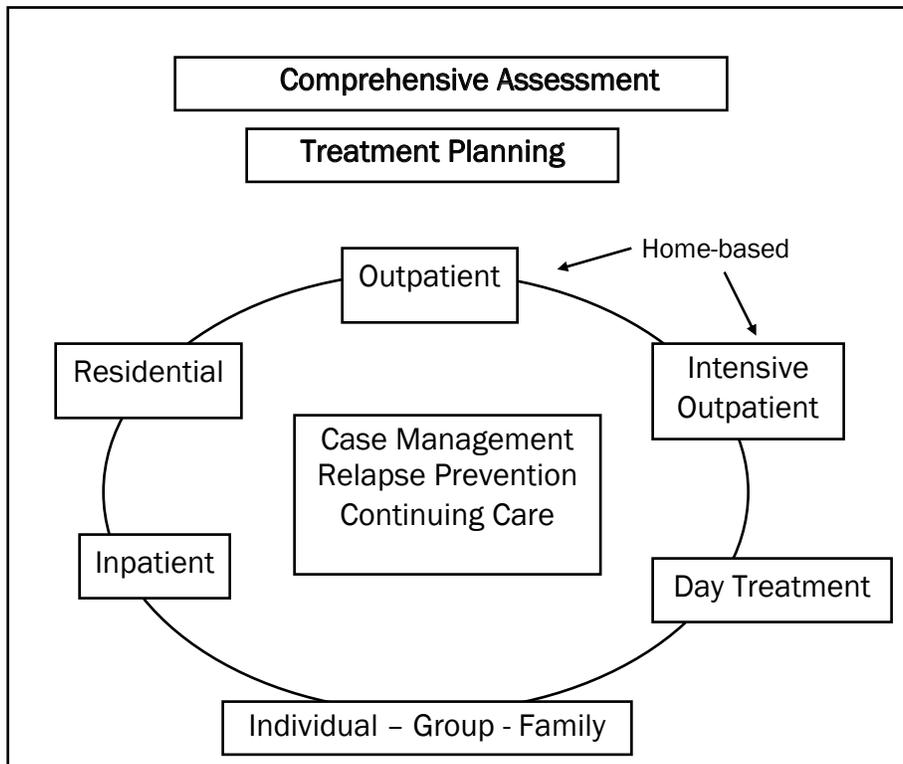 Comprehensive Assessment
Treatment Planning
Outpatient
Home-based
Residential
Intensive
Outpatient
Case Management
Relapse Prevention
Continuing Care
Inpatient
Day Treatment
Individual – Group - Family